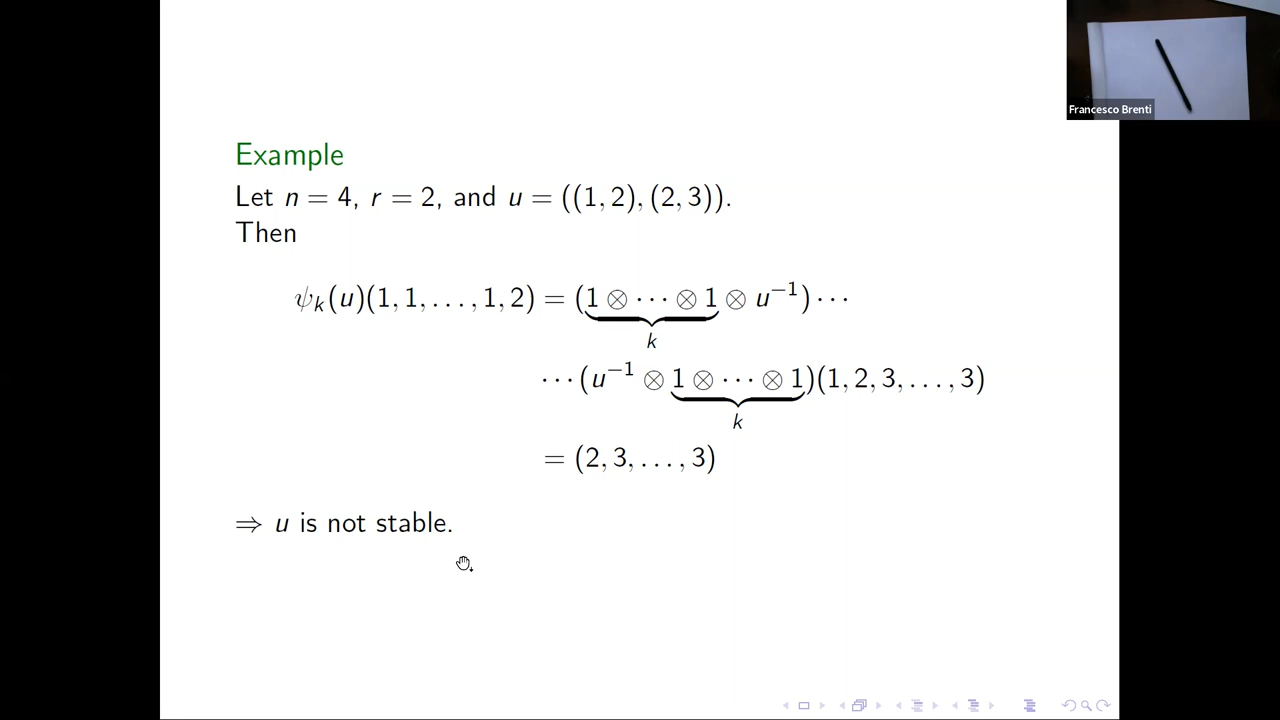 Francesco Brenti
Example
Let n = 4, r = 2, and u = ((1, 2), (2, 3)).
Then
ψₖ(u)(1, 1, . . . , 1, 2) = (1 ⊗ ··· ⊗ 1 ⊗ u⁻¹) ···
k
··· (u⁻¹ ⊗ 1 ⊗ ··· ⊗ 1)(1, 2, 3, . . . , 3)
k
= (2, 3, . . . , 3)
⇒ u is not stable.